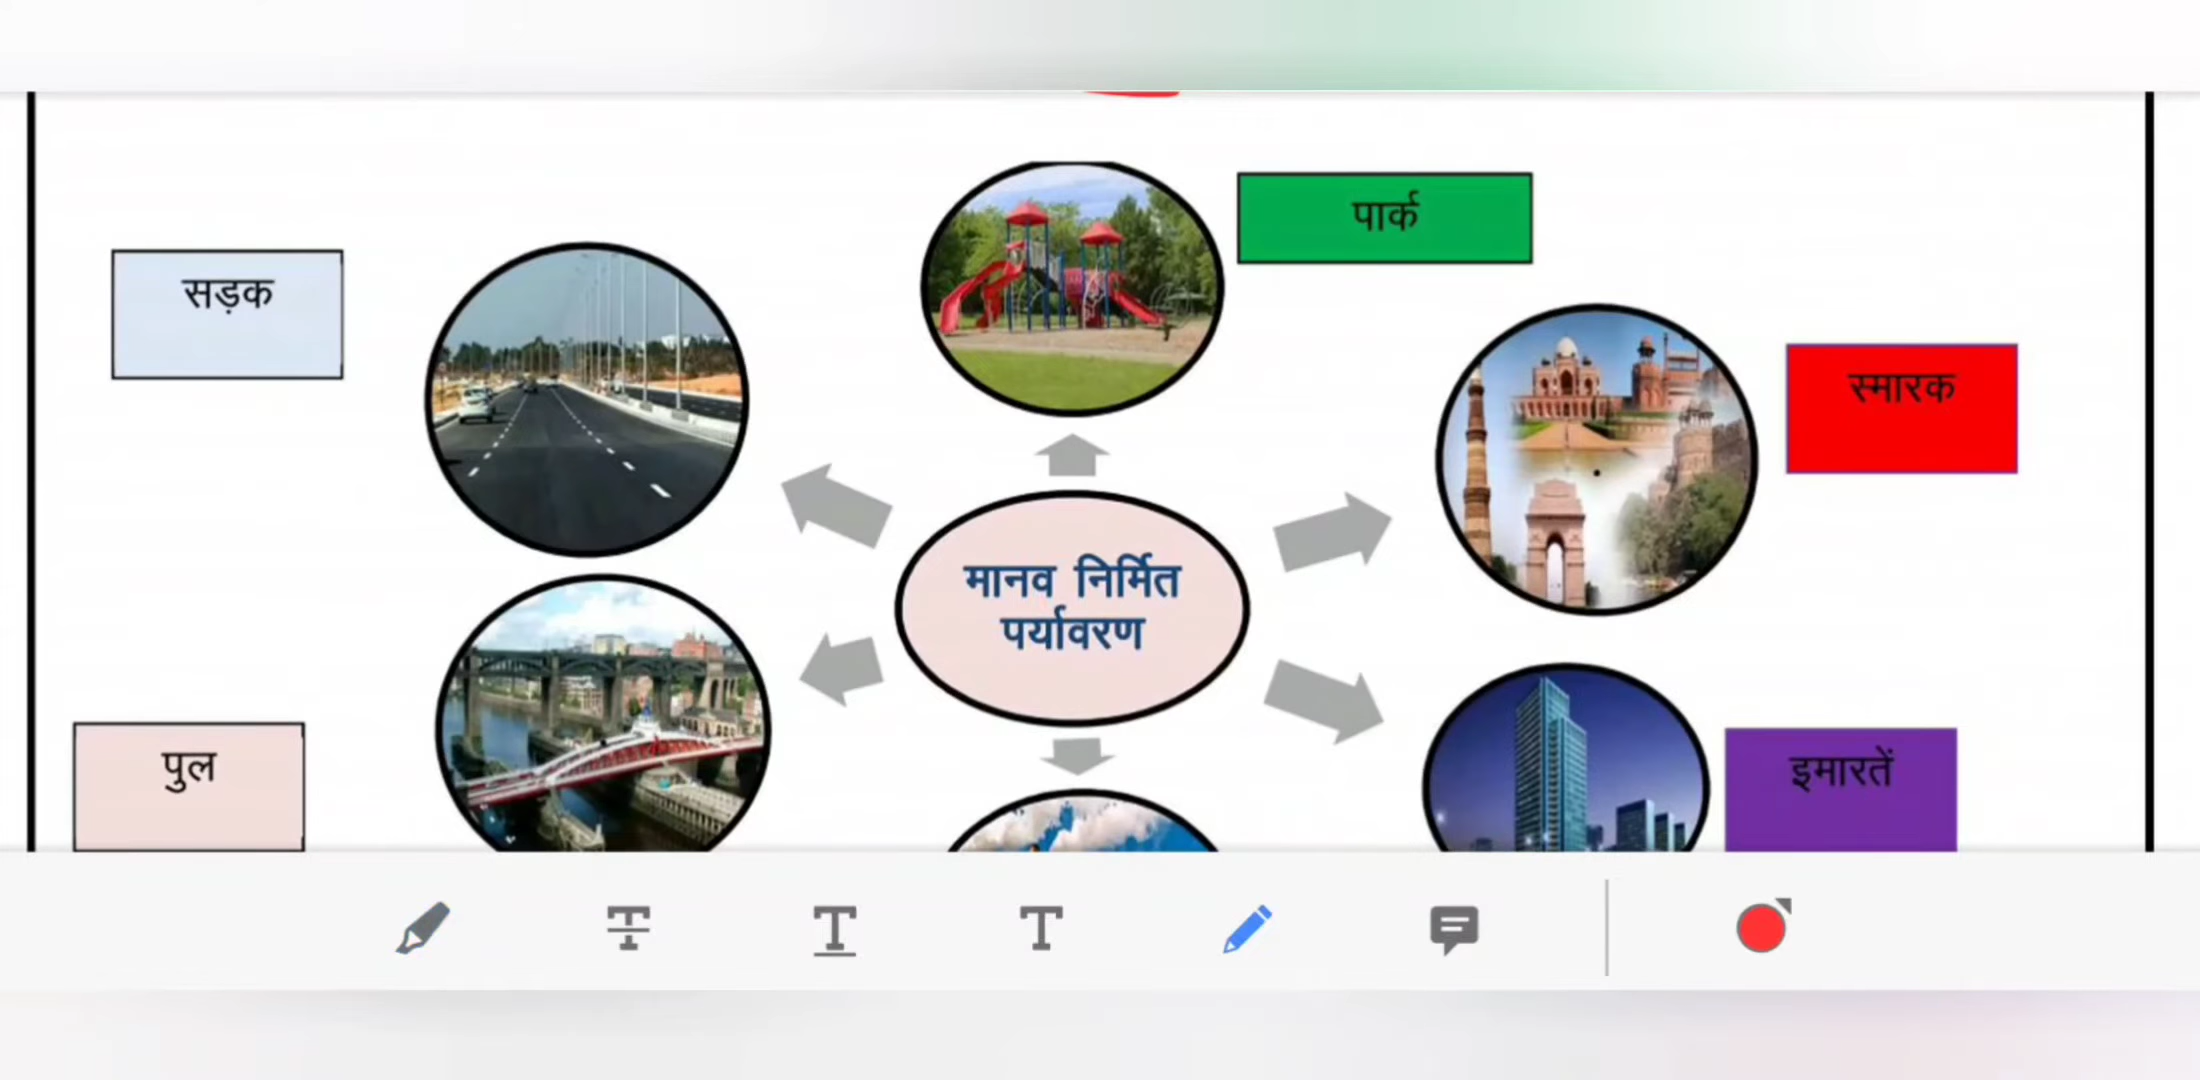 पार्क
सड़क
स्मारक
मानव निर्मित
पर्यावरण
पुल
इमारतें